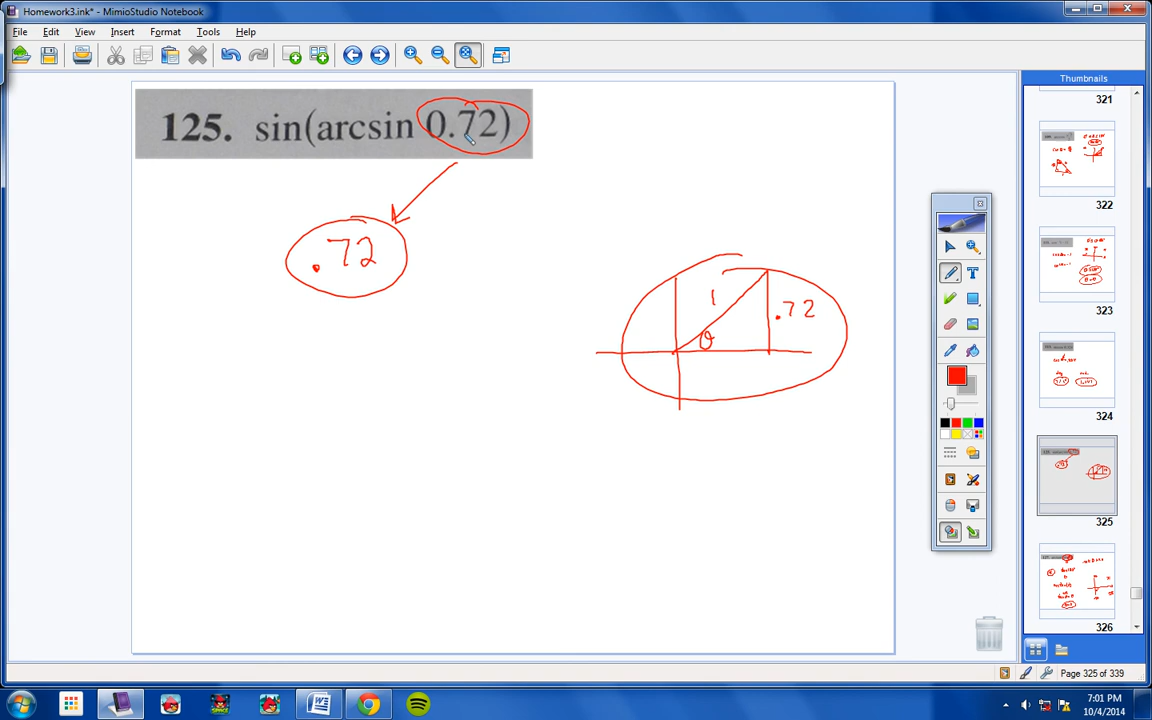 Homework3.ink* - MimioStudio Notebook
File Edit View Insert Format Tools Help
Thumbnails
125. sin(arcsin 0.72)
.72
1
.72
θ
321
322
323
324
325
326
Page 325 of 339
7:01 PM
10/4/2014